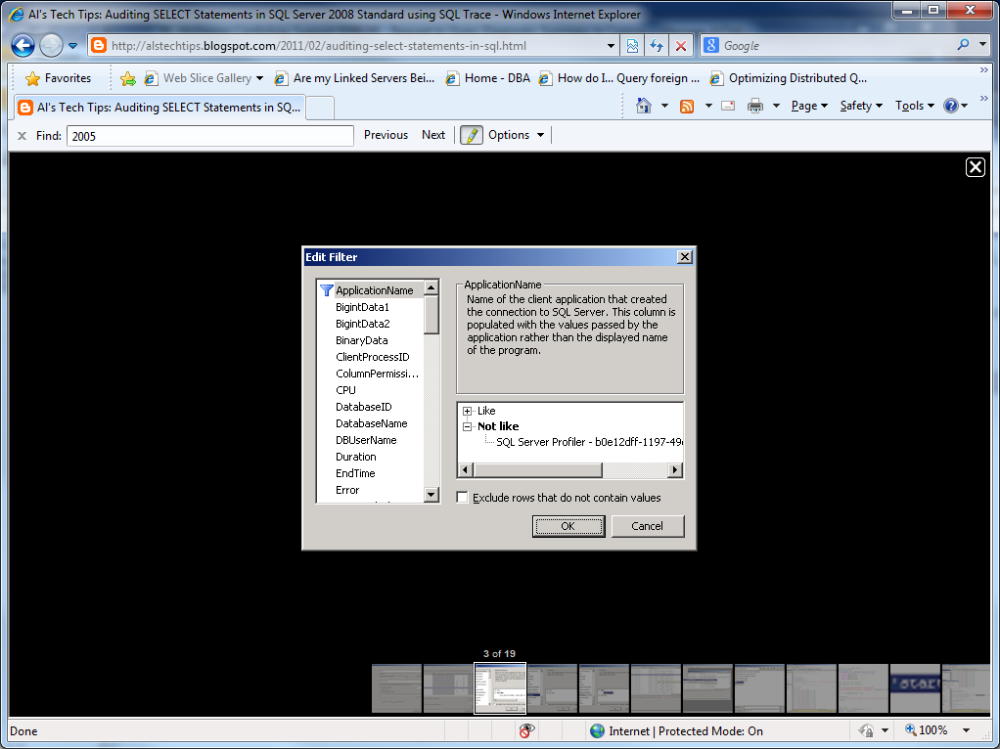 Al's Tech Tips: Auditing SELECT Statements in SQL Server 2008 Standard using SQL Trace - Windows Internet Explorer
http://alstechtips.blogspot.com/2011/02/auditing-select-statements-in-sql.html
Google
Favorites
Web Slice Gallery
Are my Linked Servers Bei...
Home - DBA
How do I... Query foreign ...
Optimizing Distributed Q...
Al's Tech Tips: Auditing SELECT Statements in SQ...
Page
Safety
Tools
Find:
2005
Previous
Next
Options
Edit Filter
ApplicationName
BigintData1
BigintData2
BinaryData
ClientProcessID
ColumnPermissi...
CPU
DatabaseID
DatabaseName
DBUserName
Duration
EndTime
Error
ApplicationName
Name of the client application that created
the connection to SQL Server. This column is
populated with the values passed by the
application rather than the displayed name
of the program.
Like
Not like
SQL Server Profiler - b0e12dff-1197-49
Exclude rows that do not contain values
OK
Cancel
3 of 19
Done
Internet | Protected Mode: On
100%